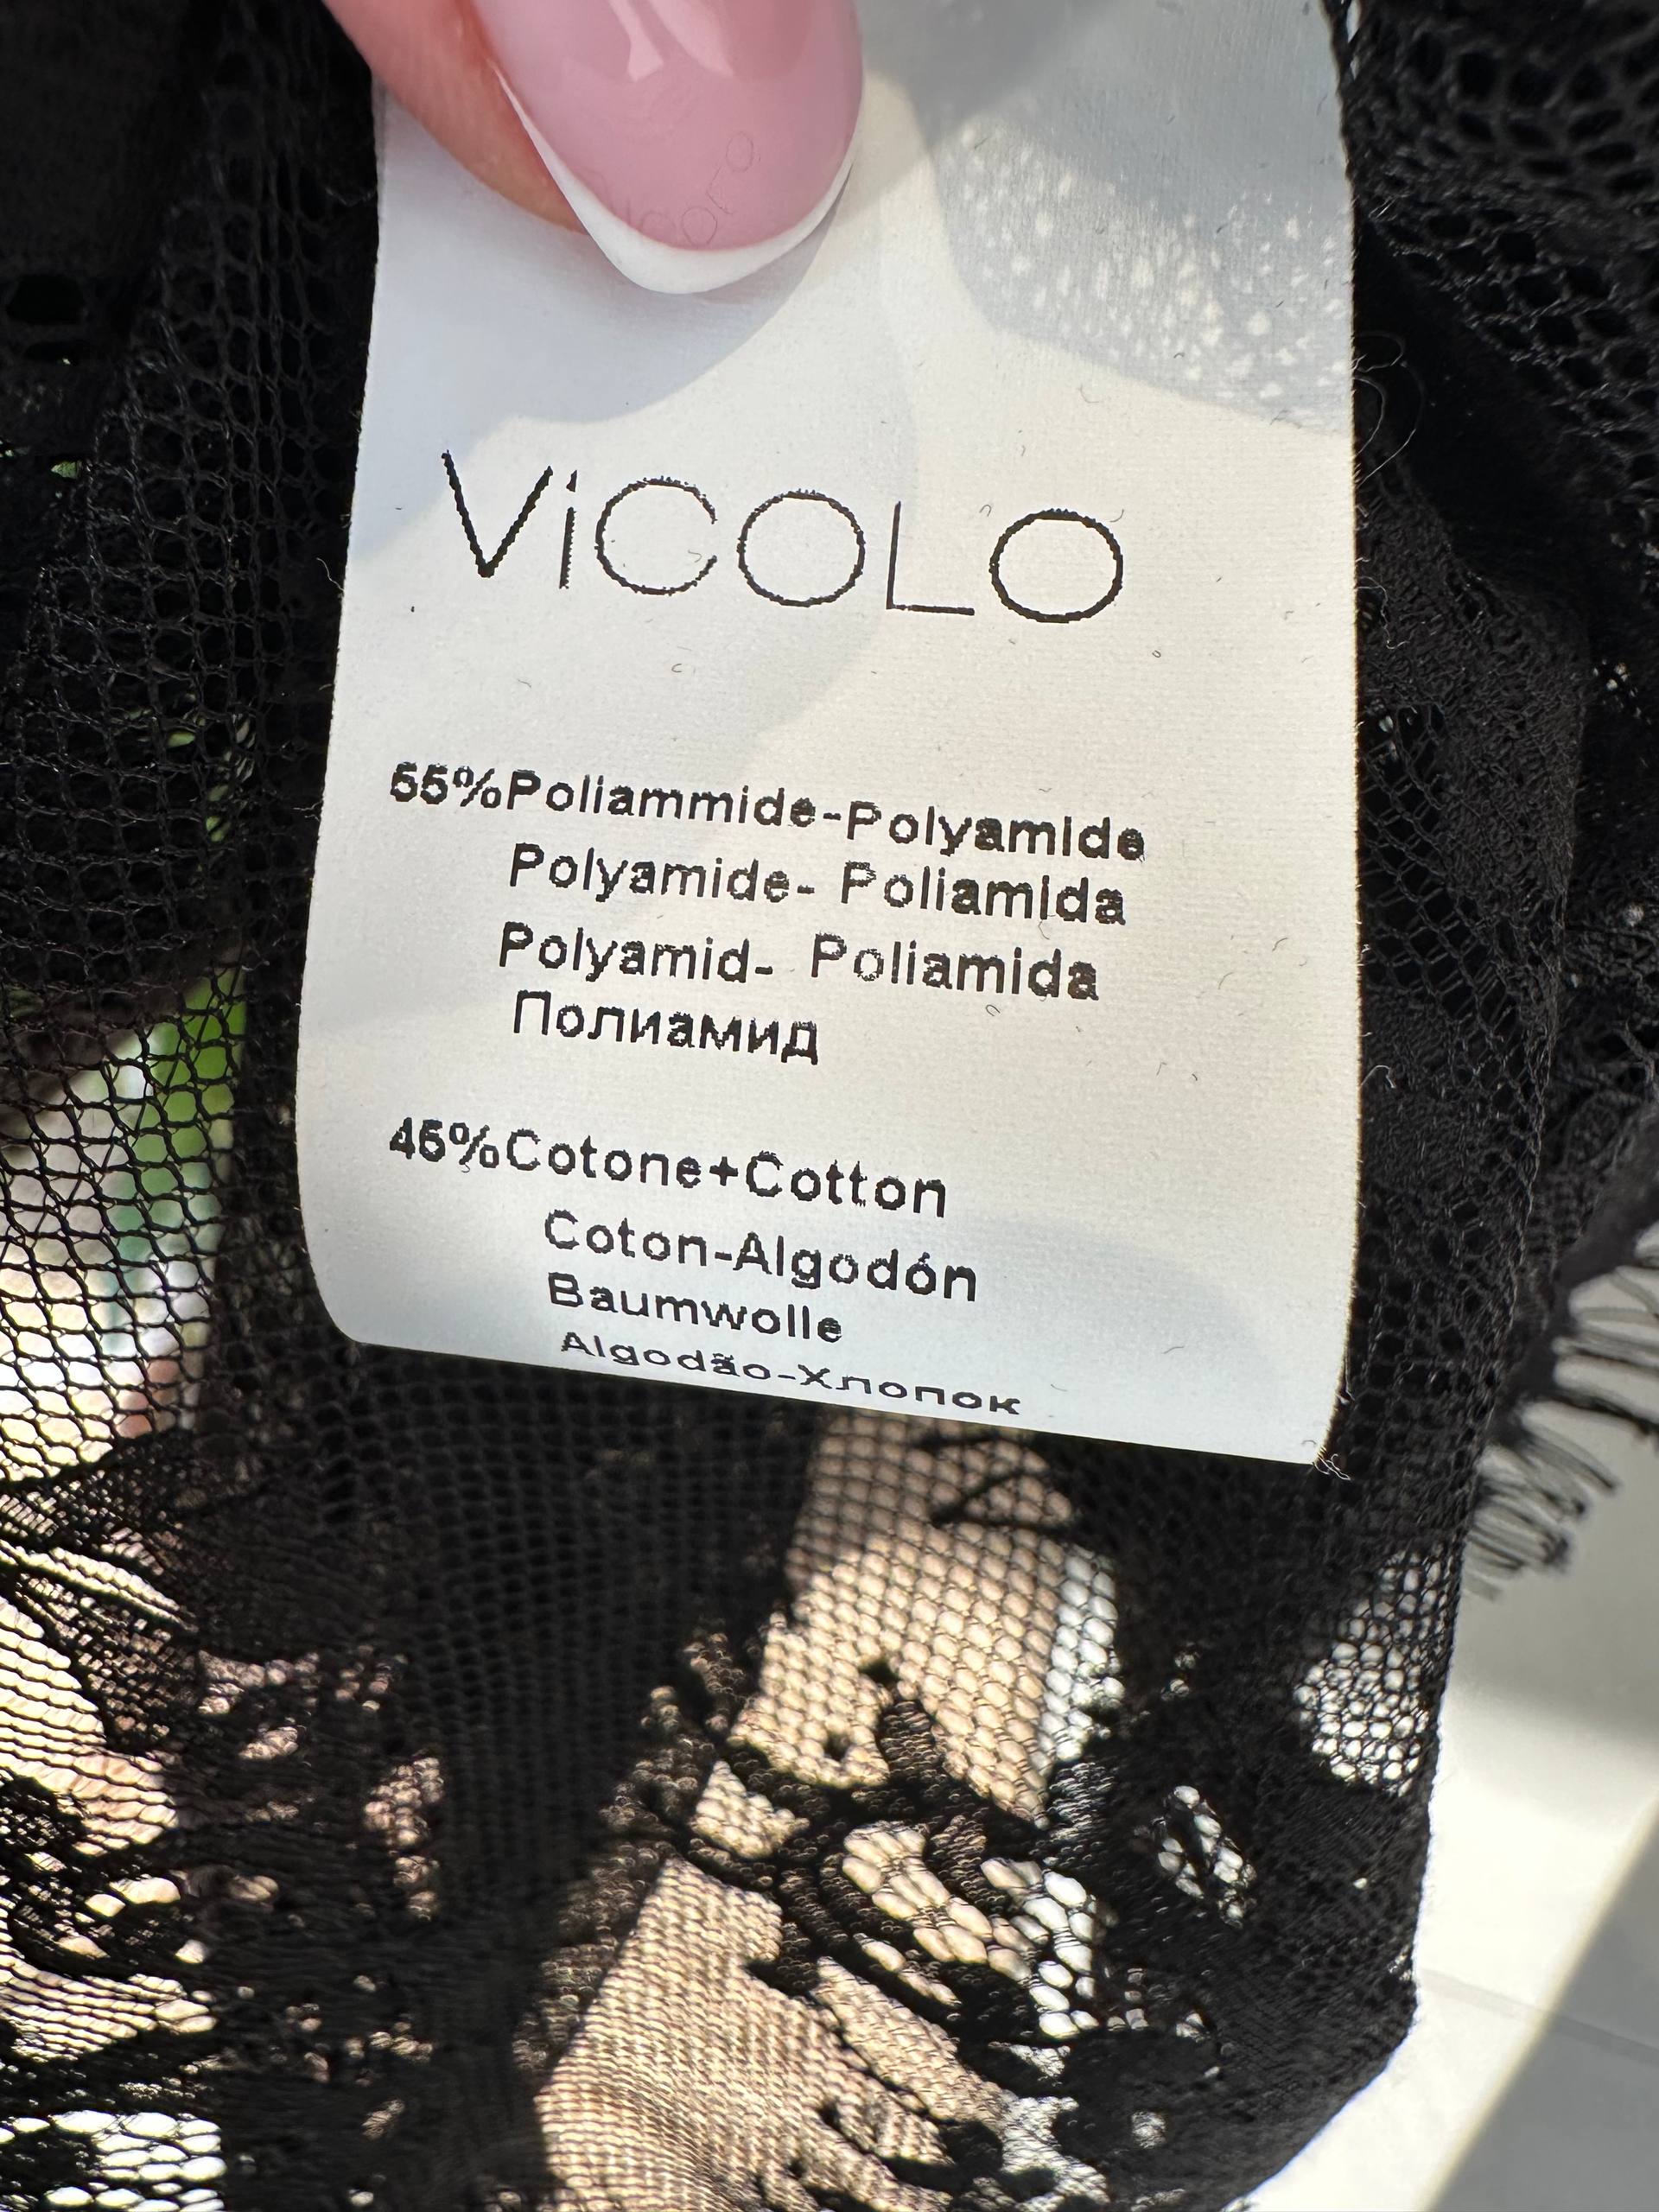 ViCOLO
55%Poliammide-Polyamide
Polyamide- Poliamida
Polyamid- Poliamida
Полиамид
45%Cotone+Cotton
Coton-Algodón
Baumwolle
Algodão-Хлопок